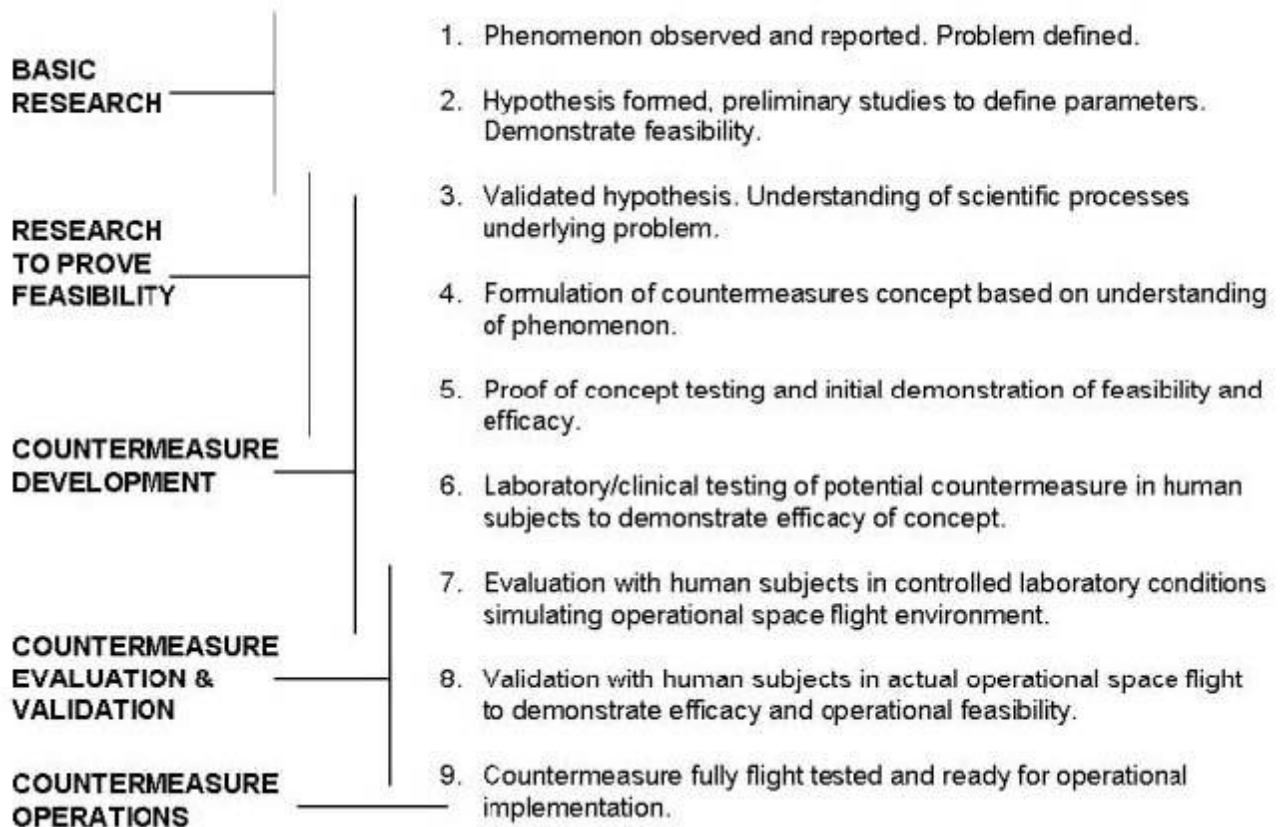 BASIC
RESEARCH
RESEARCH
TO PROVE
FEASIBILITY
COUNTERMEASURE
DEVELOPMENT
COUNTERMEASURE
EVALUATION &
VALIDATION
COUNTERMEASURE
OPERATIONS
1. Phenomenon observed and reported. Problem defined.
2. Hypothesis formed, preliminary studies to define parameters.
Demonstrate feasibility.
3. Validated hypothesis. Understanding of scientific processes
underlying problem.
4. Formulation of countermeasures concept based on understanding
of phenomenon.
5. Proof of concept testing and initial demonstration of feasibility and
efficacy.
6. Laboratory/clinical testing of potential countermeasure in human
subjects to demonstrate efficacy of concept.
7. Evaluation with human subjects in controlled laboratory conditions
simulating operational space flight environment.
8. Validation with human subjects in actual operational space flight
to demonstrate efficacy and operational feasibility.
9. Countermeasure fully flight tested and ready for operational
implementation.